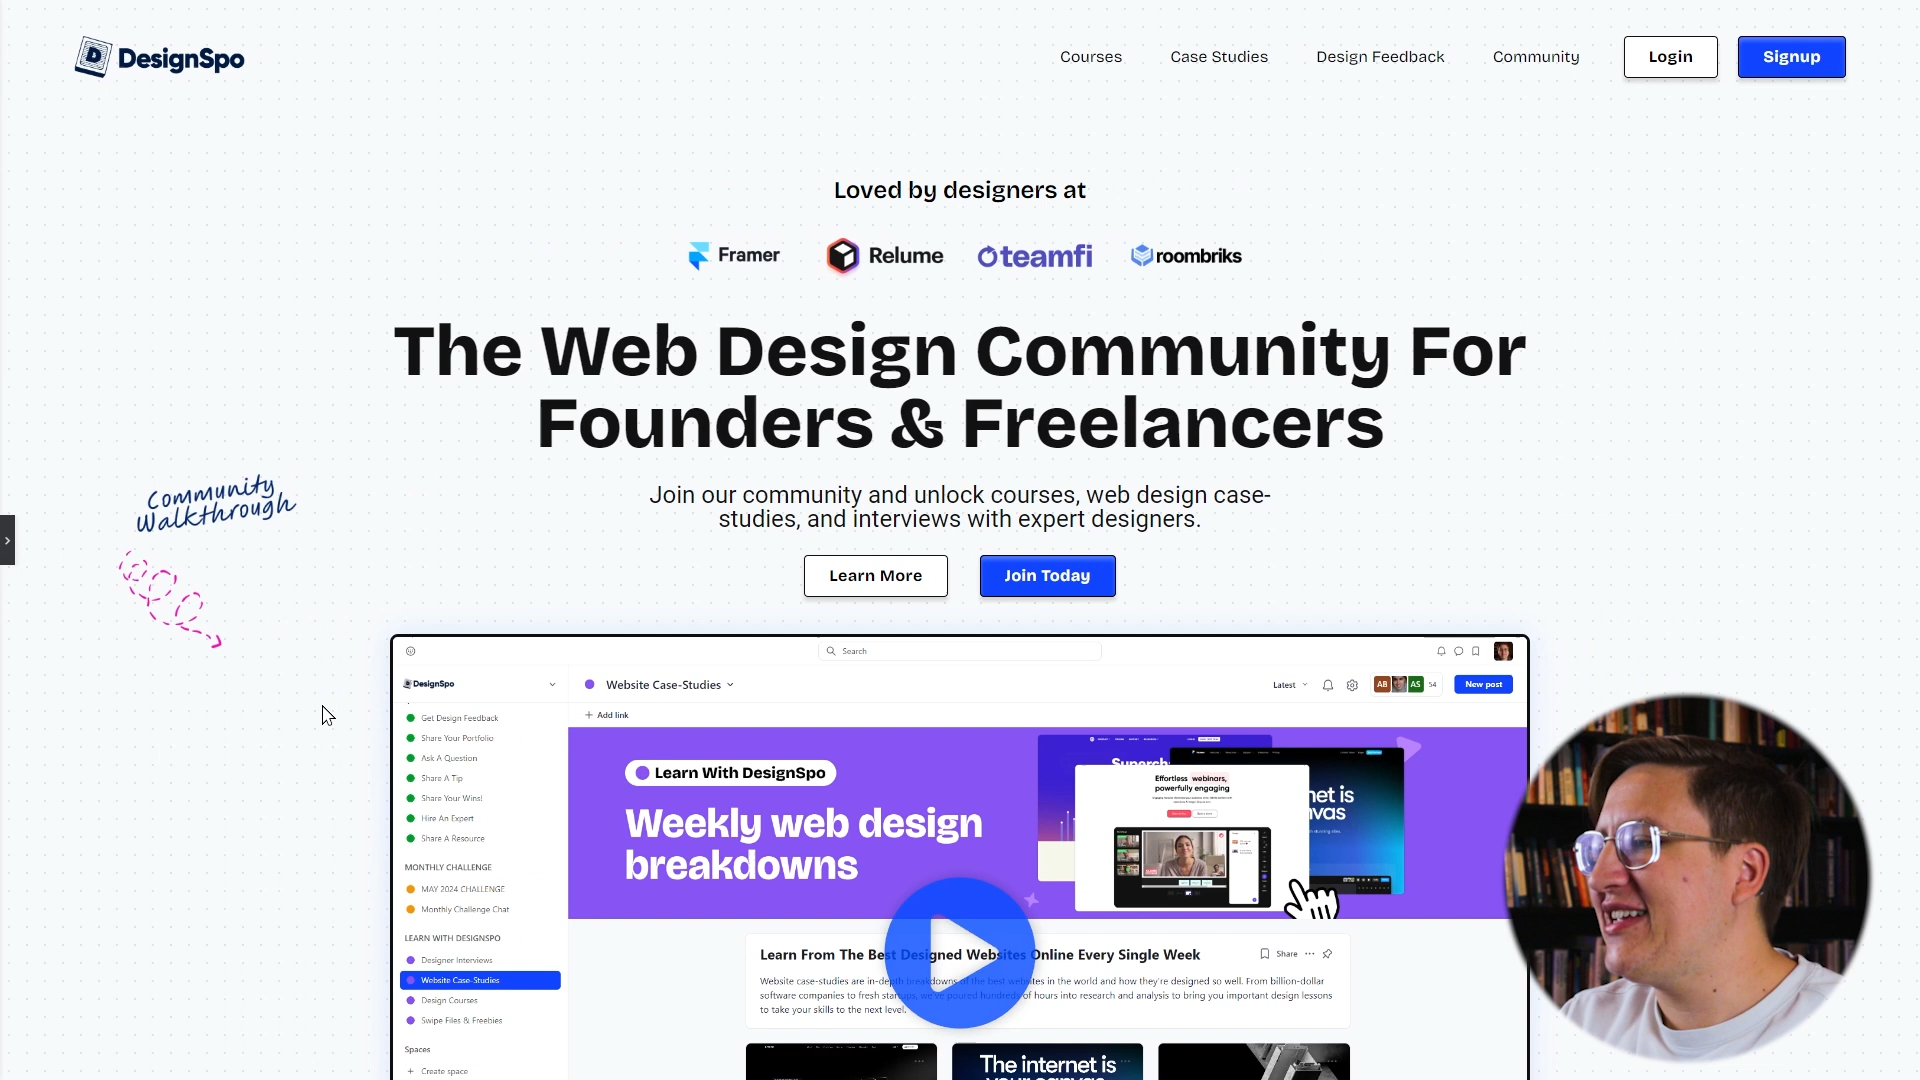 DesignSpo
Courses
Case Studies
Design Feedback
Community
Login
Signup
Loved by designers at
Framer
Relume
teamfi
roombriks
The Web Design Community For
Founders & Freelancers
Community
Walkthrough
Join our community and unlock courses, web design case-
studies, and interviews with expert designers.
Learn More
Join Today
Search
DesignSpo
Website Case-Studies
Latest
AB
AS
54
New post
Add link
Get Design Feedback
Share Your Portfolio
Ask A Question
Share A Tip
Share Your Wins!
Hire An Expert
Share A Resource
MONTHLY CHALLENGE
MAY 2024 CHALLENGE
Monthly Challenge Chat
LEARN WITH DESIGNSPO
Designer Interviews
Website Case-Studies
Design Courses
Swipe Files & Freebies
Spaces
Create space
Learn With DesignSpo
Weekly web design
breakdowns
Effortless webinars,
powerfully engaging
Learn From The Best Designed Websites Online Every Single Week
Share
Website case-studies are in-depth breakdowns of the best websites in the world and how they're designed so well. From billion-dollar
software companies to fresh startups, we've poured hundreds of hours into research and analysis to bring you important design lessons
to take your skills to the next level.
The internet is